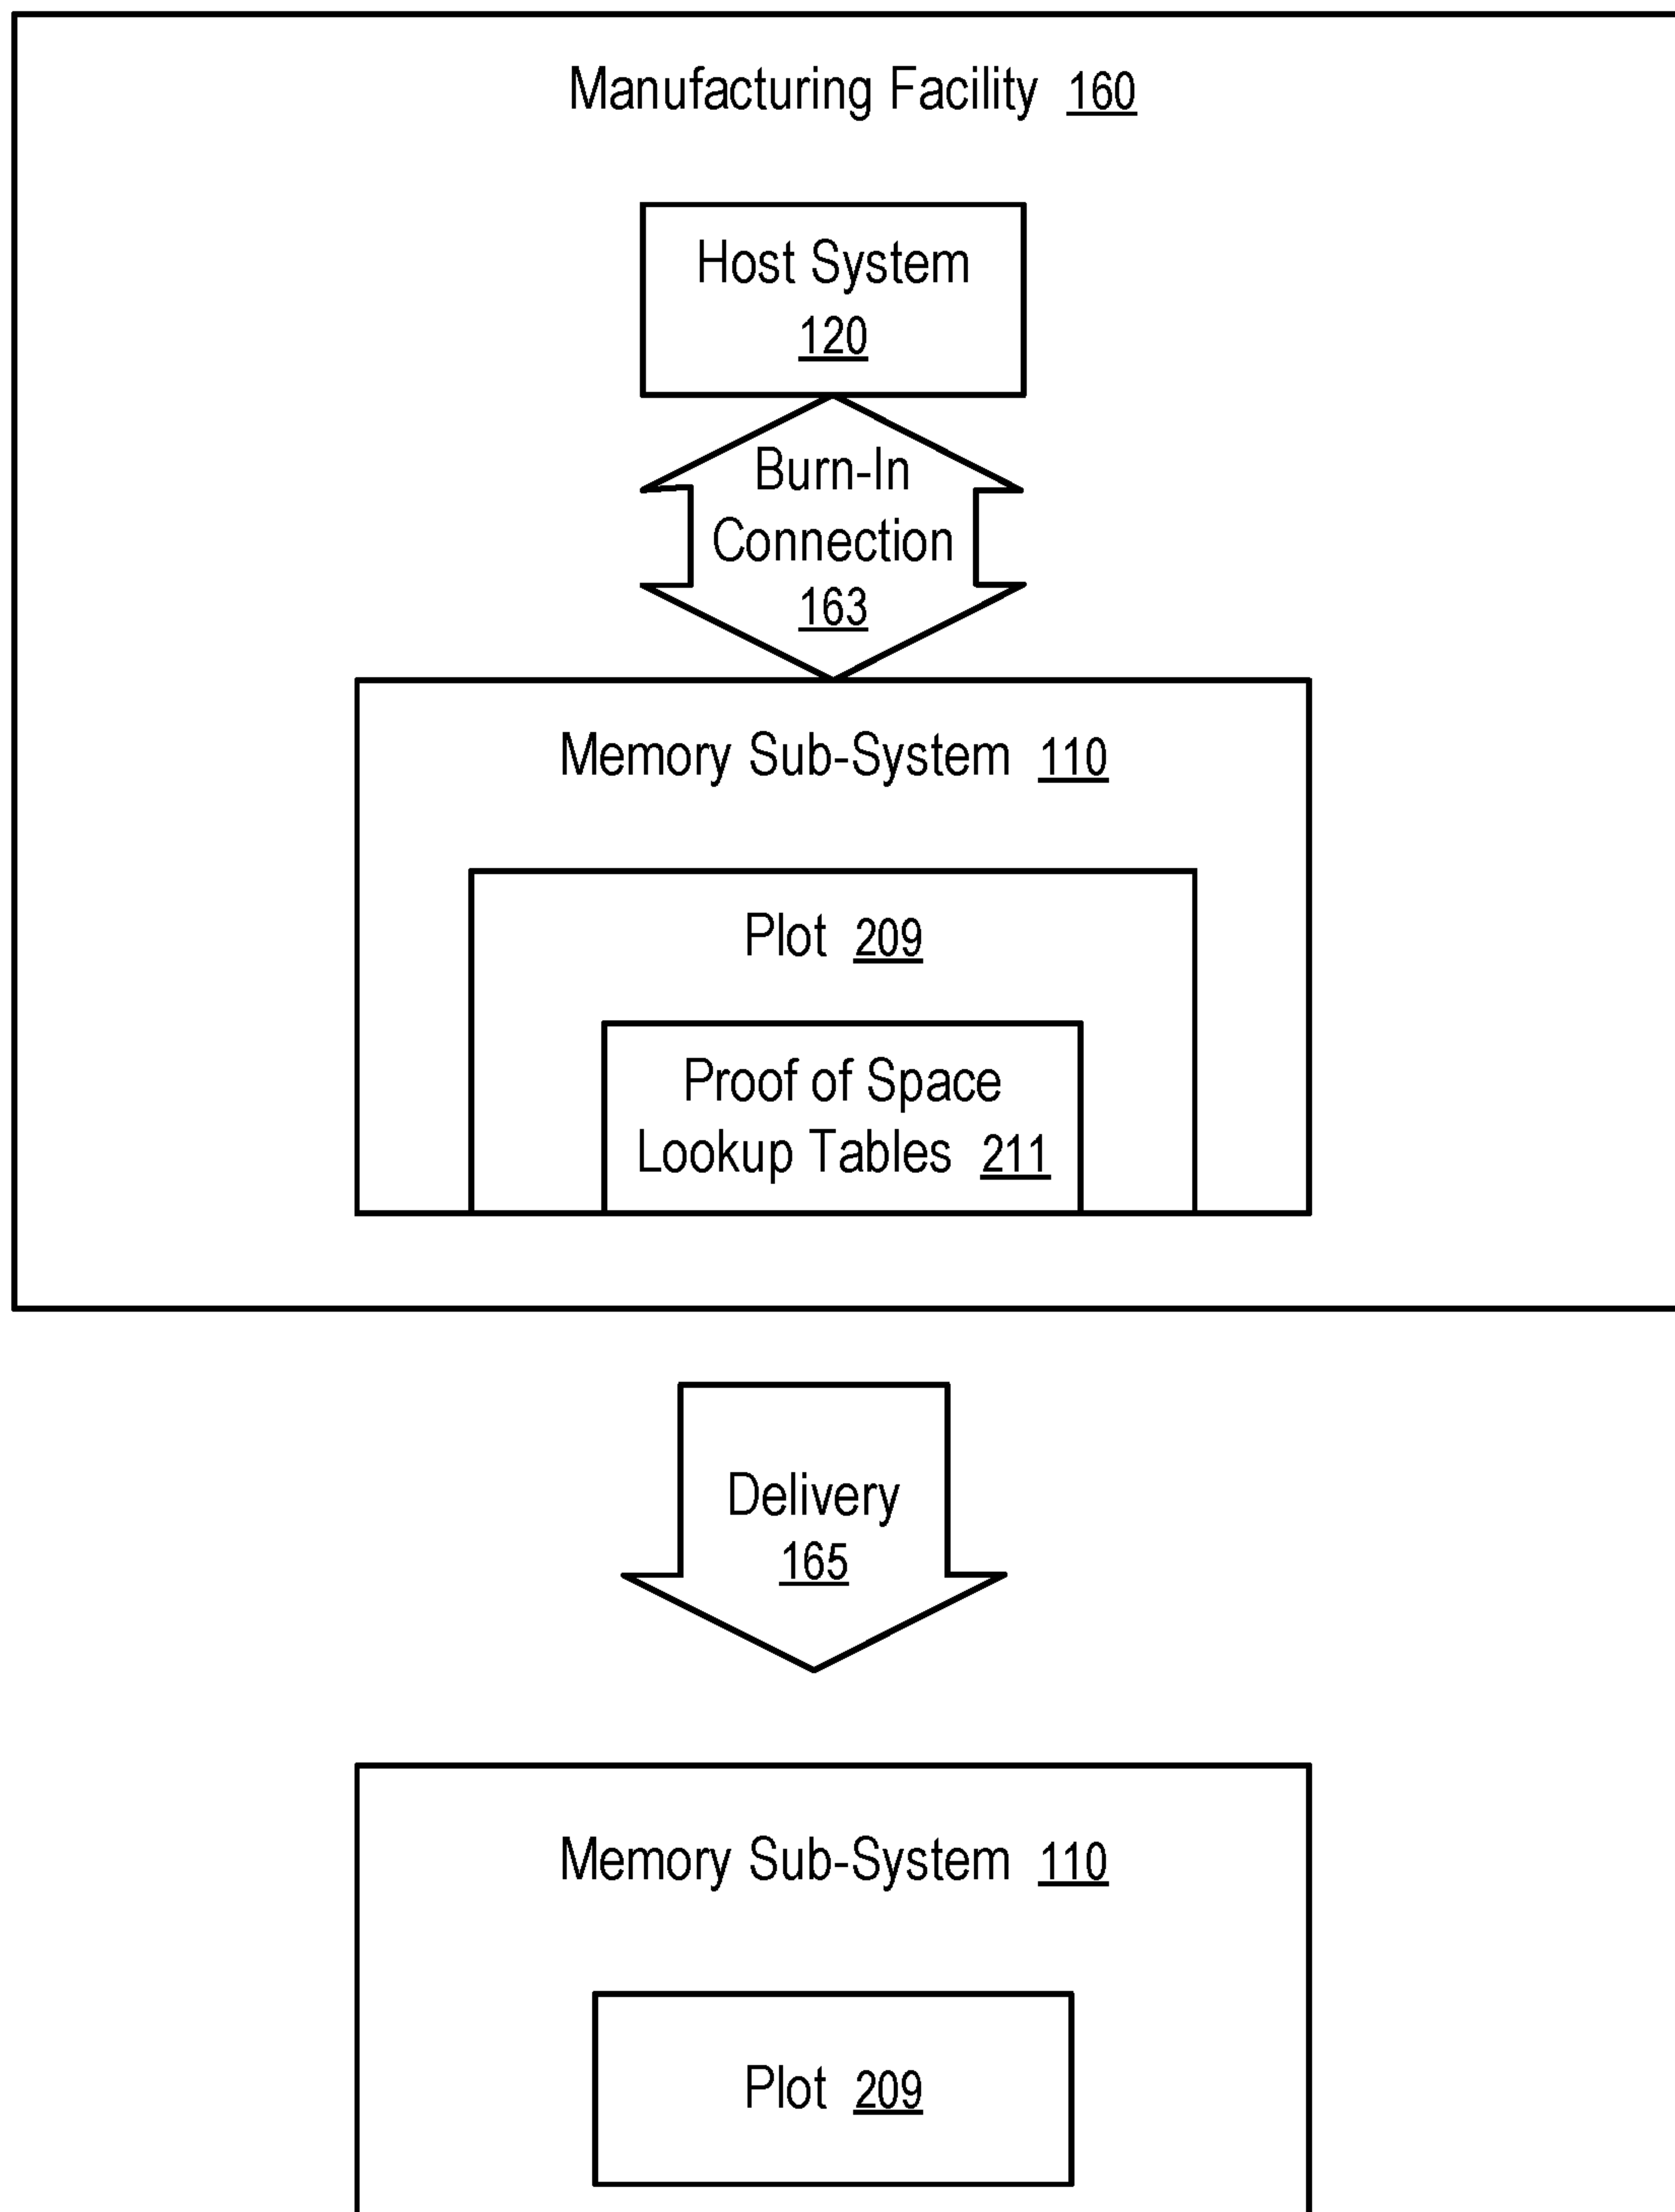 Manufacturing Facility 160
Host System
120
Burn-In
Connection
163
Memory Sub-System 110
Plot 209
Proof of Space
Lookup Tables 211
Delivery
165
Memory Sub-System 110
Plot 209